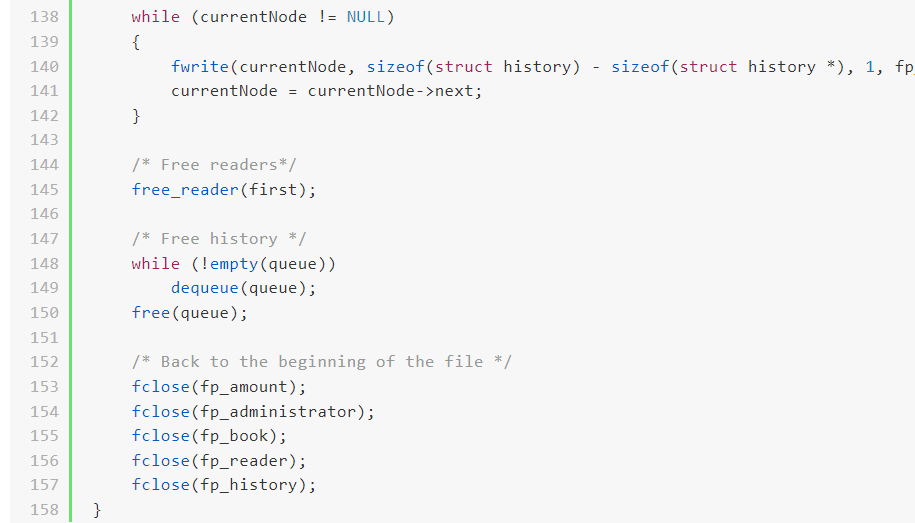 138 while (currentNode != NULL)
139 {
140 fwrite(currentNode, sizeof(struct history) - sizeof(struct history *), 1, fp_
141 currentNode = currentNode->next;
142 }
143
144 /* Free readers*/
145 free_reader(first);
146
147 /* Free history */
148 while (!empty(queue))
149 dequeue(queue);
150 free(queue);
151
152 /* Back to the beginning of the file */
153 fclose(fp_amount);
154 fclose(fp_administrator);
155 fclose(fp_book);
156 fclose(fp_reader);
157 fclose(fp_history);
158 }